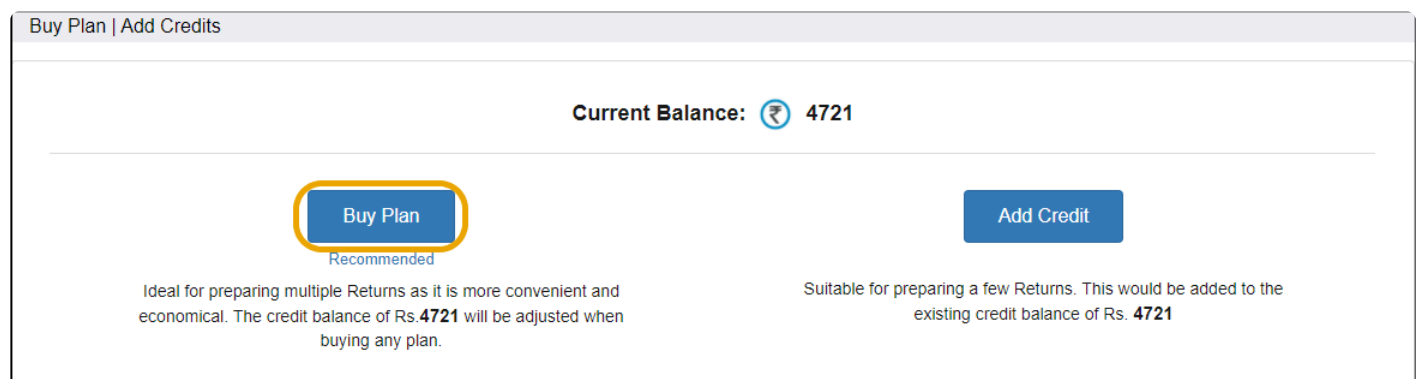 Buy Plan | Add Credits
Current Balance: ₹ 4721
Buy Plan
Recommended
Ideal for preparing multiple Returns as it is more convenient and
economical. The credit balance of Rs.4721 will be adjusted when
buying any plan.
Add Credit
Suitable for preparing a few Returns. This would be added to the
existing credit balance of Rs. 4721